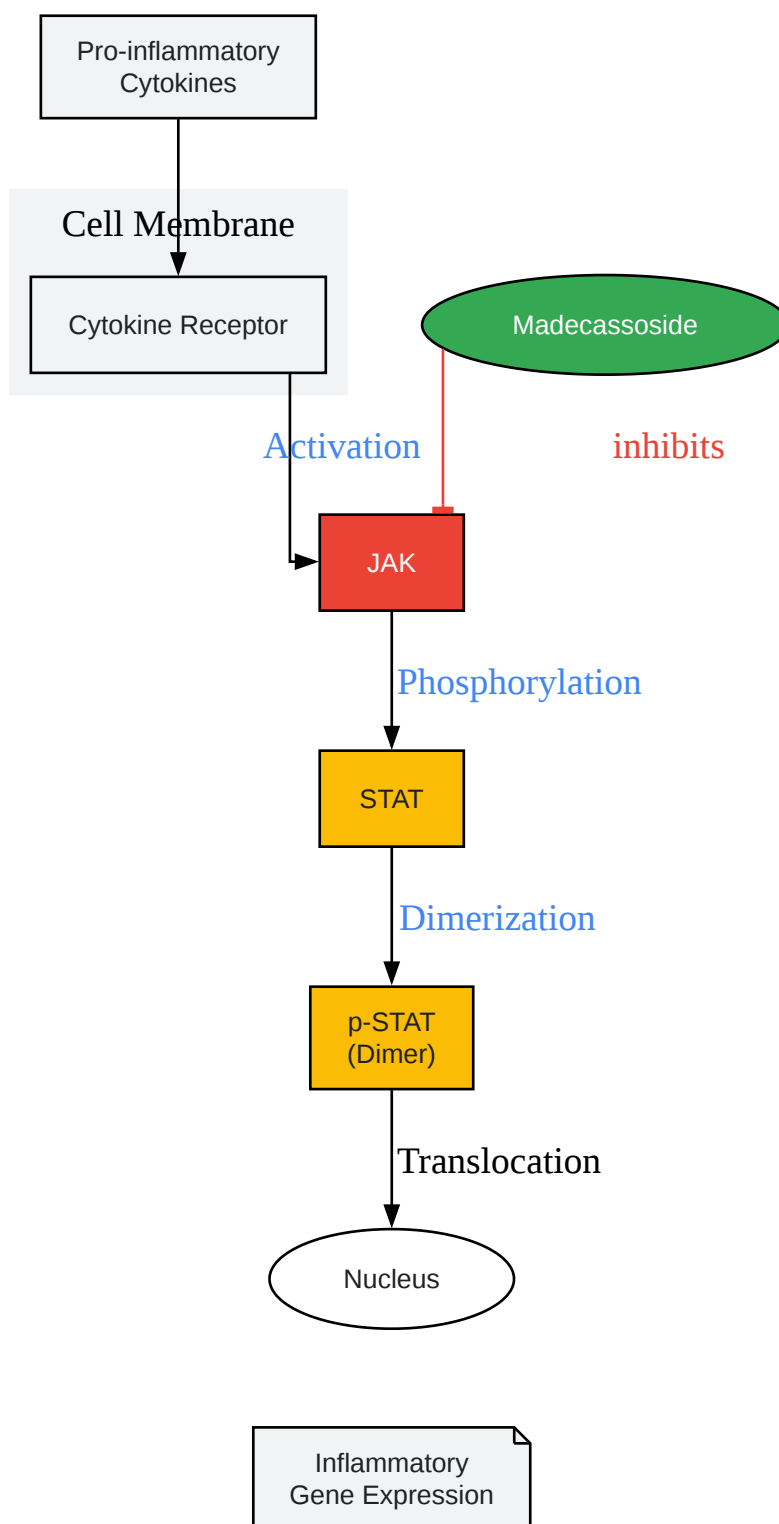 Pro-inflammatory
Cytokines
Cell Membrane
Cytokine Receptor
Madecassoside
Activation
inhibits
JAK
Phosphorylation
STAT
Dimerization
p-STAT
(Dimer)
Translocation
Nucleus
Inflammatory
Gene Expression